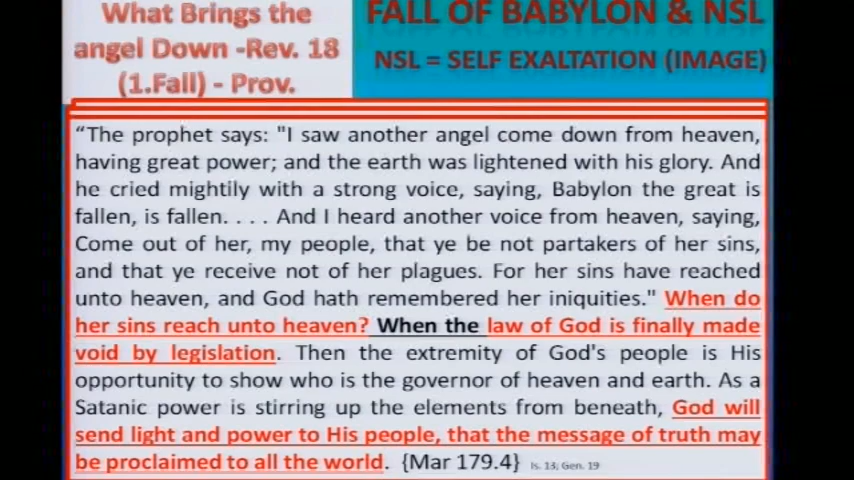 What Brings the
angel Down -Rev. 18
(1.Fall) - Prov.
FALL OF BABYLON & NSL
NSL = SELF EXALTATION (IMAGE)
“The prophet says: "I saw another angel come down from heaven,
having great power; and the earth was lightened with his glory. And
he cried mightily with a strong voice, saying, Babylon the great is
fallen, is fallen. . . . And I heard another voice from heaven, saying,
Come out of her, my people, that ye be not partakers of her sins,
and that ye receive not of her plagues. For her sins have reached
unto heaven, and God hath remembered her iniquities." When do
her sins reach unto heaven? When the law of God is finally made
void by legislation. Then the extremity of God's people is His
opportunity to show who is the governor of heaven and earth. As a
Satanic power is stirring up the elements from beneath, God will
send light and power to His people, that the message of truth may
be proclaimed to all the world. {Mar 179.4} Is. 13; Gen. 19